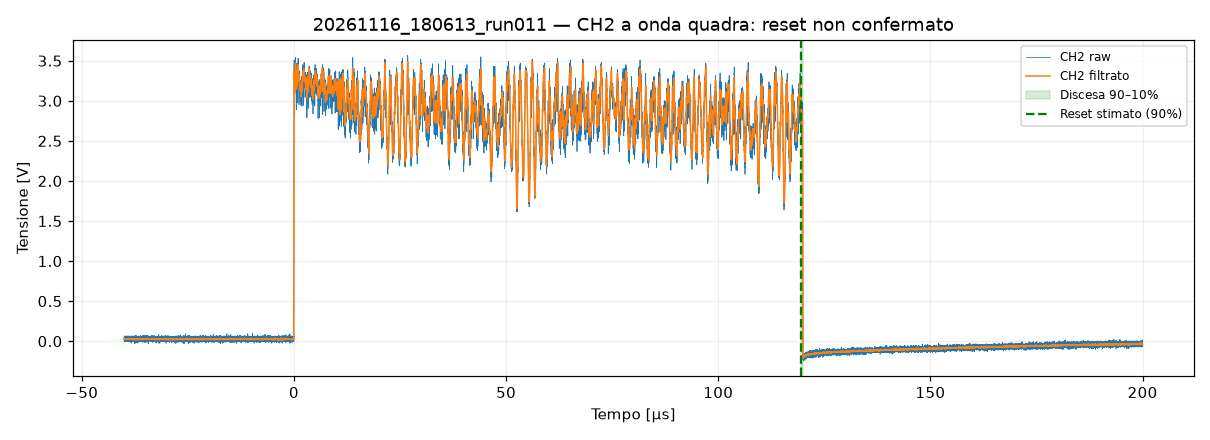 20261116_180613_run011 — CH2 a onda quadra: reset non confermato
Tensione [V]
3.5
3.0
2.5
2.0
1.5
1.0
0.5
0.0
CH2 raw
CH2 filtrato
Discesa 90–10%
Reset stimato (90%)
−50
0
50
100
150
200
Tempo [µs]